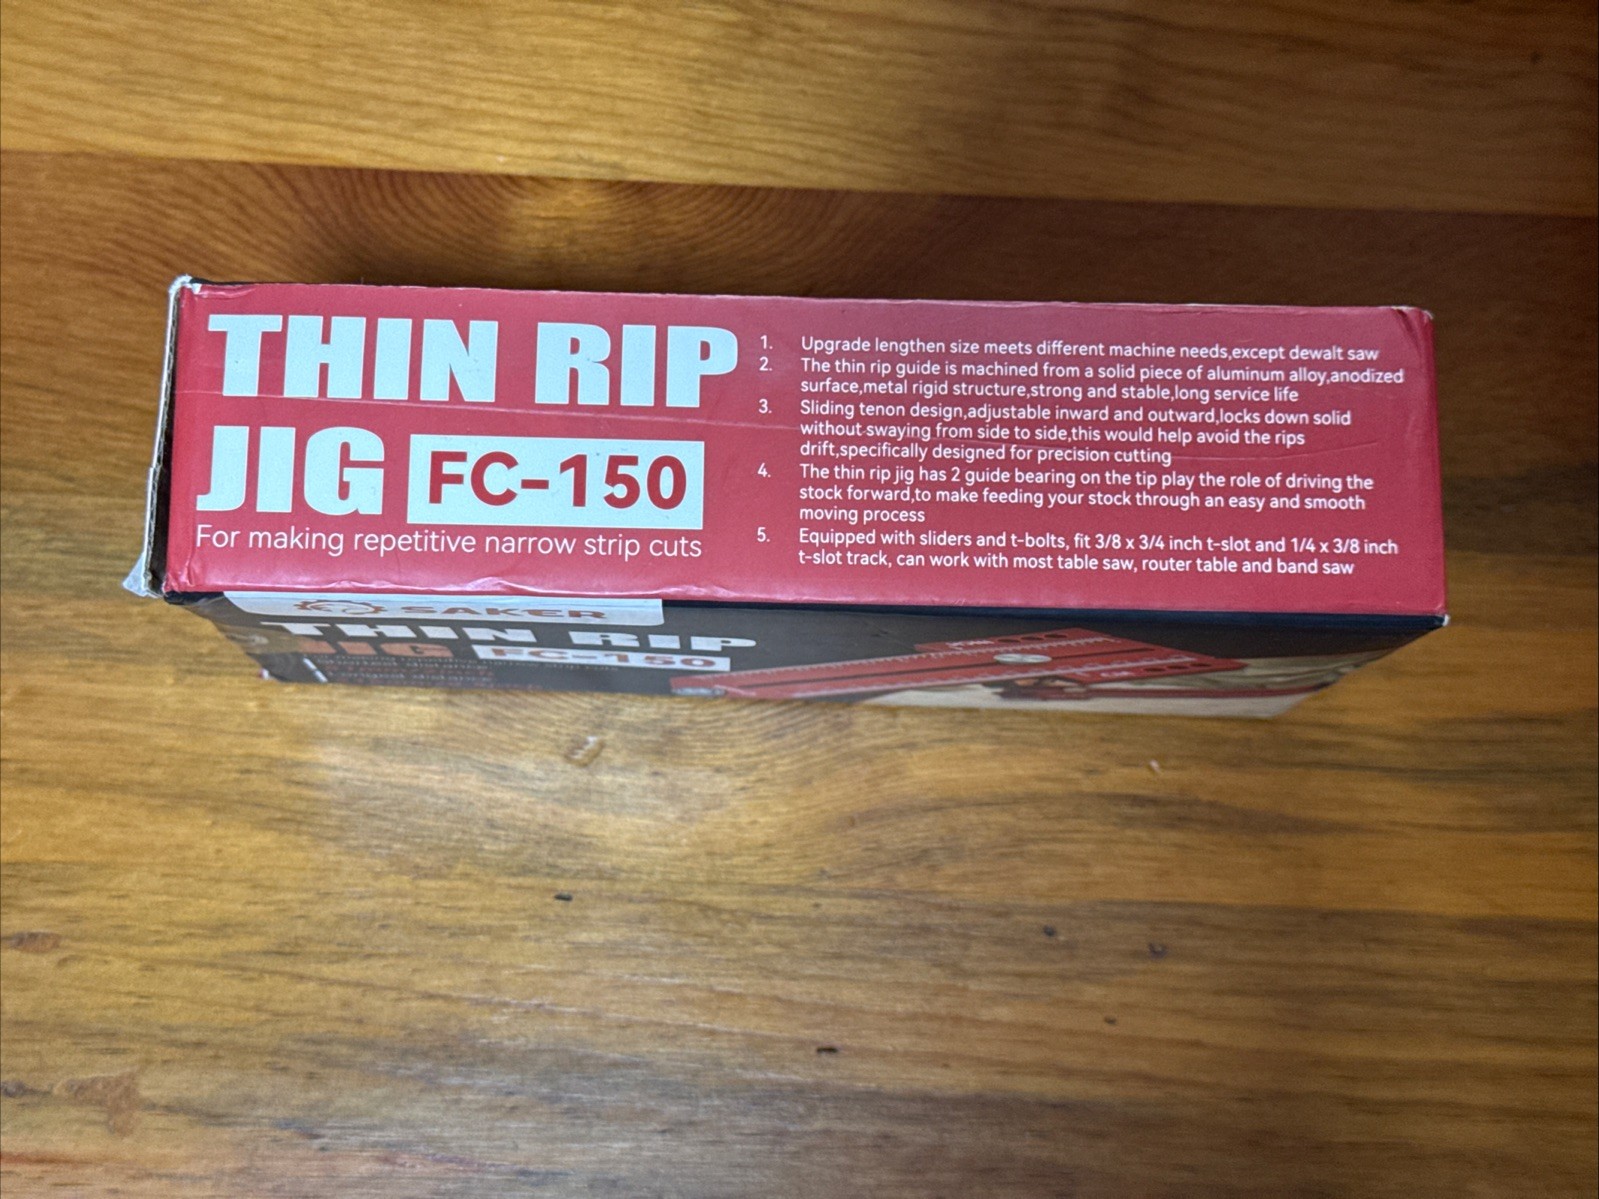 THIN RIP
JIG FC-150
For making repetitive narrow strip cuts
1. Upgrade lengthen size meets different machine needs,except dewalt saw
2. The thin rip guide is machined from a solid piece of aluminum alloy,anodized
surface,metal rigid structure,strong and stable,long service life
3. Sliding tenon design,adjustable inward and outward,locks down solid
without swaying from side to side,this would help avoid the rips
drift,specifically designed for precision cutting
4. The thin rip jig has 2 guide bearing on the tip play the role of driving the
stock forward,to make feeding your stock through an easy and smooth
moving process
5. Equipped with sliders and t-bolts, fit 3/8 x 3/4 inch t-slot and 1/4 x 3/8 inch
t-slot track, can work with most table saw, router table and band saw
SAKER
THIN RIP
JIG FC-150